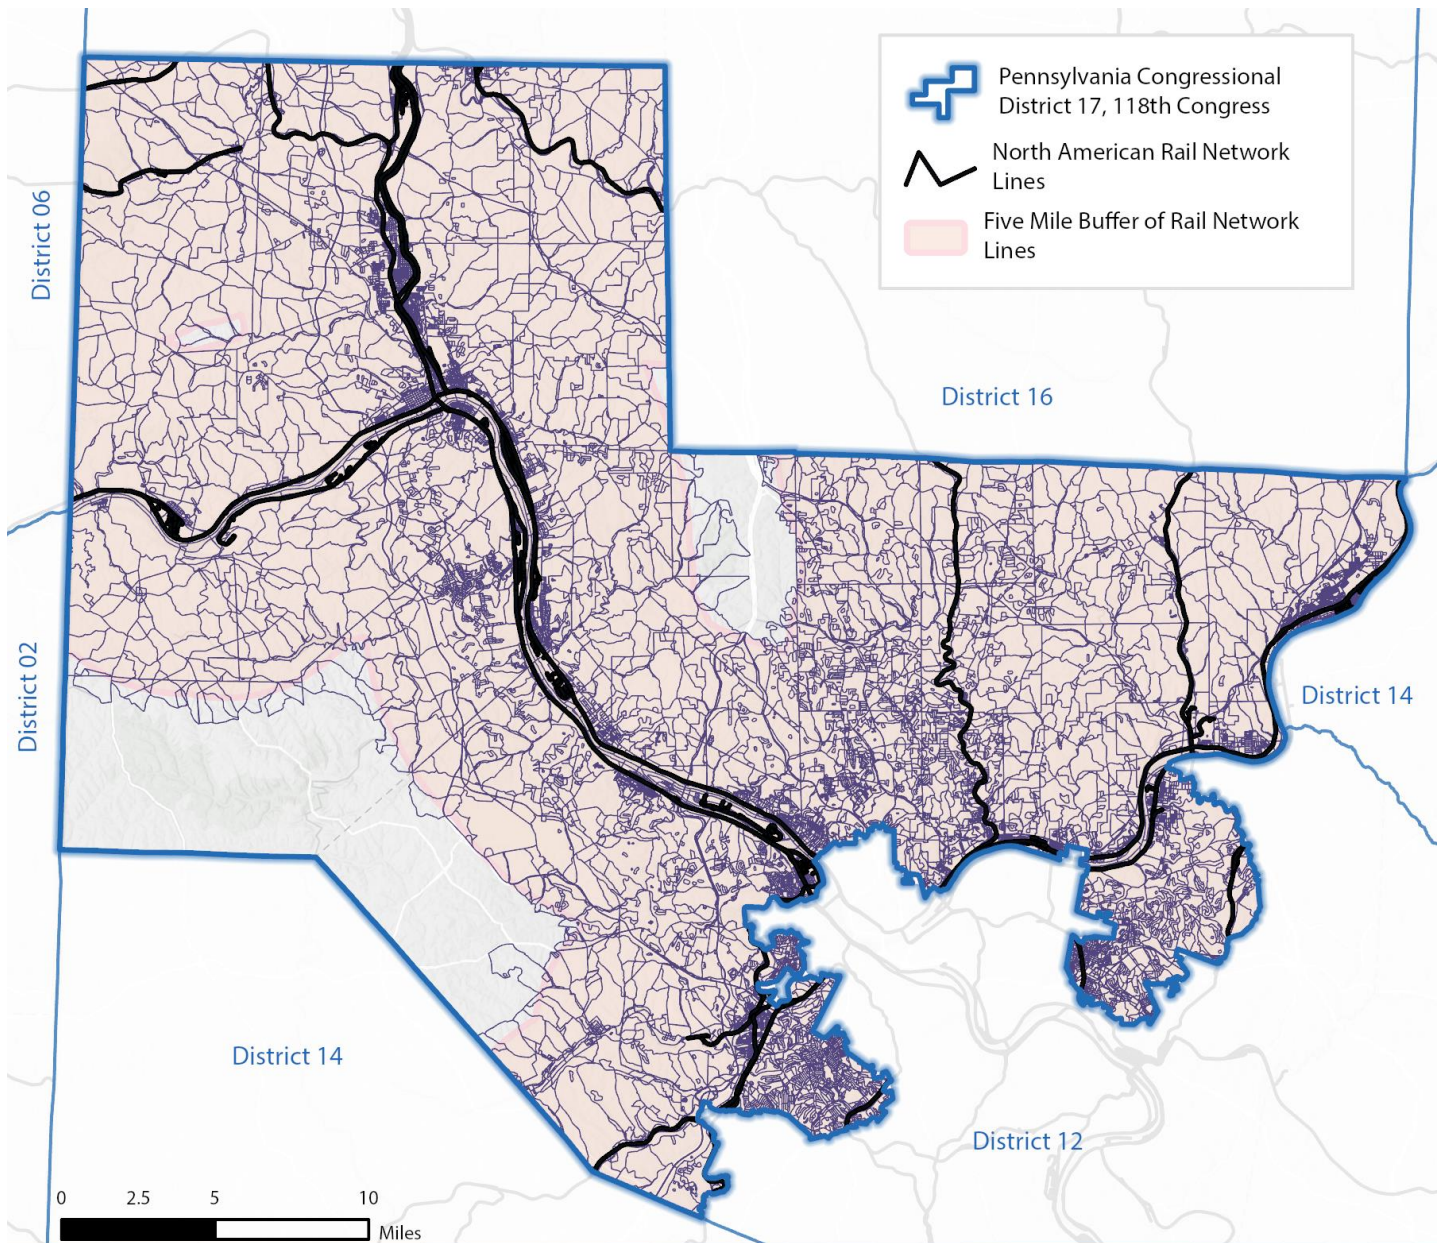 Pennsylvania Congressional
District 17, 118th Congress
North American Rail Network
Lines
Five Mile Buffer of Rail Network
Lines
District 06
District 16
District 02
District 14
District 14
District 12
0 2.5 5 10
Miles